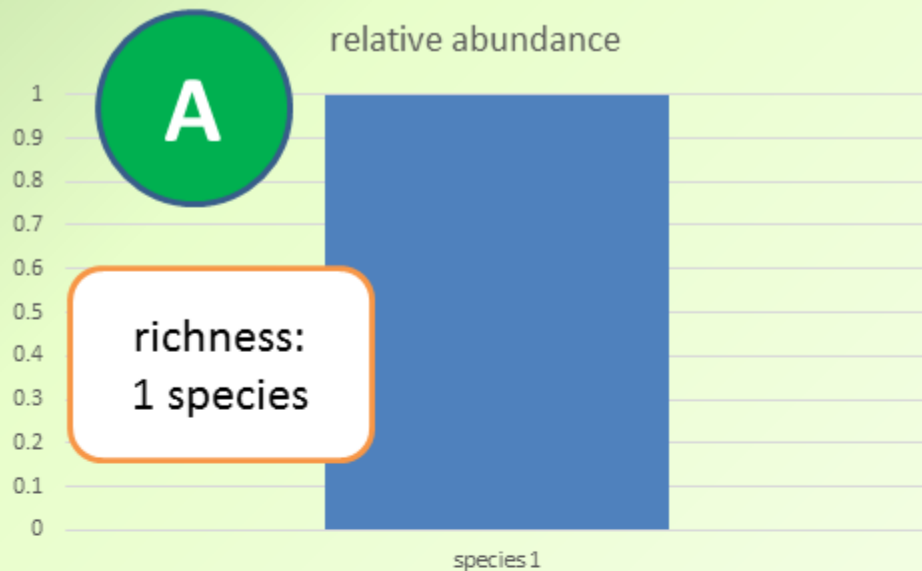 relative abundance
A
1
0.9
0.8
0.7
0.6
0.5
0.4
0.3
0.2
0.1
0
richness:
1 species
species 1